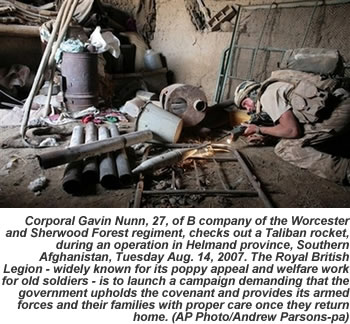 Corporal Gavin Nunn, 27, of B company of the Worcester
and Sherwood Forest regiment, checks out a Taliban rocket,
during an operation in Helmand province, Southern
Afghanistan, Tuesday Aug. 14, 2007. The Royal British
Legion - widely known for its poppy appeal and welfare work
for old soldiers - is to launch a campaign demanding that the
government upholds the covenant and provides its armed
forces and their families with proper care once they return
home. (AP Photo/Andrew Parsons-pa)